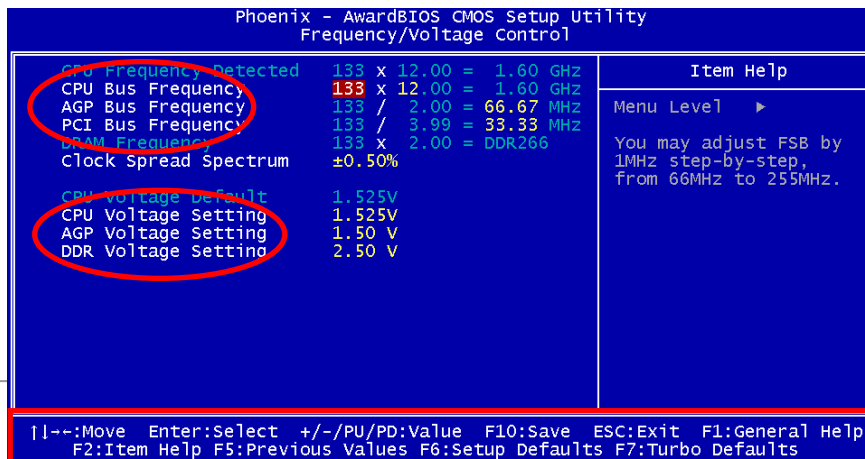 Phoenix - AwardBIOS CMOS Setup Utility
Frequency/Voltage Control
CPU Frequency Detected 133 x 12.00 = 1.60 GHz
CPU Bus Frequency 133 x 12.00 = 1.60 GHz
AGP Bus Frequency 133 / 2.00 = 66.67 MHz
PCI Bus Frequency 133 / 3.99 = 33.33 MHz
DRAM Frequency 133 x 2.00 = DDR266
Clock Spread Spectrum ±0.50%
CPU Voltage Default 1.525V
CPU Voltage Setting 1.525V
AGP Voltage Setting 1.50 V
DDR Voltage Setting 2.50 V
Item Help
Menu Level ►
You may adjust FSB by
1MHz step-by-step,
from 66MHz to 255MHz.
↑↓→←:Move Enter:Select +/-/PU/PD:Value F10:Save ESC:Exit F1:General Help
F2:Item Help F5:Previous Values F6:Setup Defaults F7:Turbo Defaults